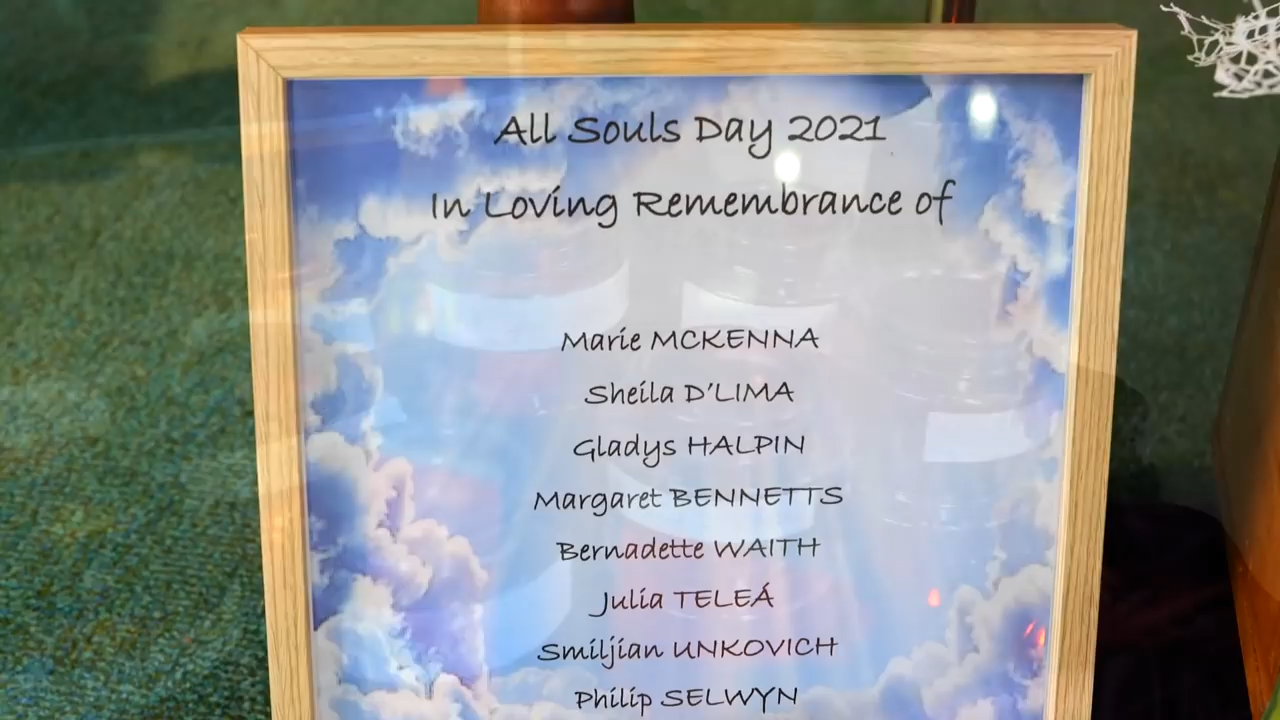 All Souls Day 2021
In Loving Remembrance of
Marie MCKENNA
Sheila D'LIMA
Gladys HALPIN
Margaret BENNETTS
Bernadette WAITH
Julia TELEÁ
Smiljian UNKOVICH
Philip SELWYN